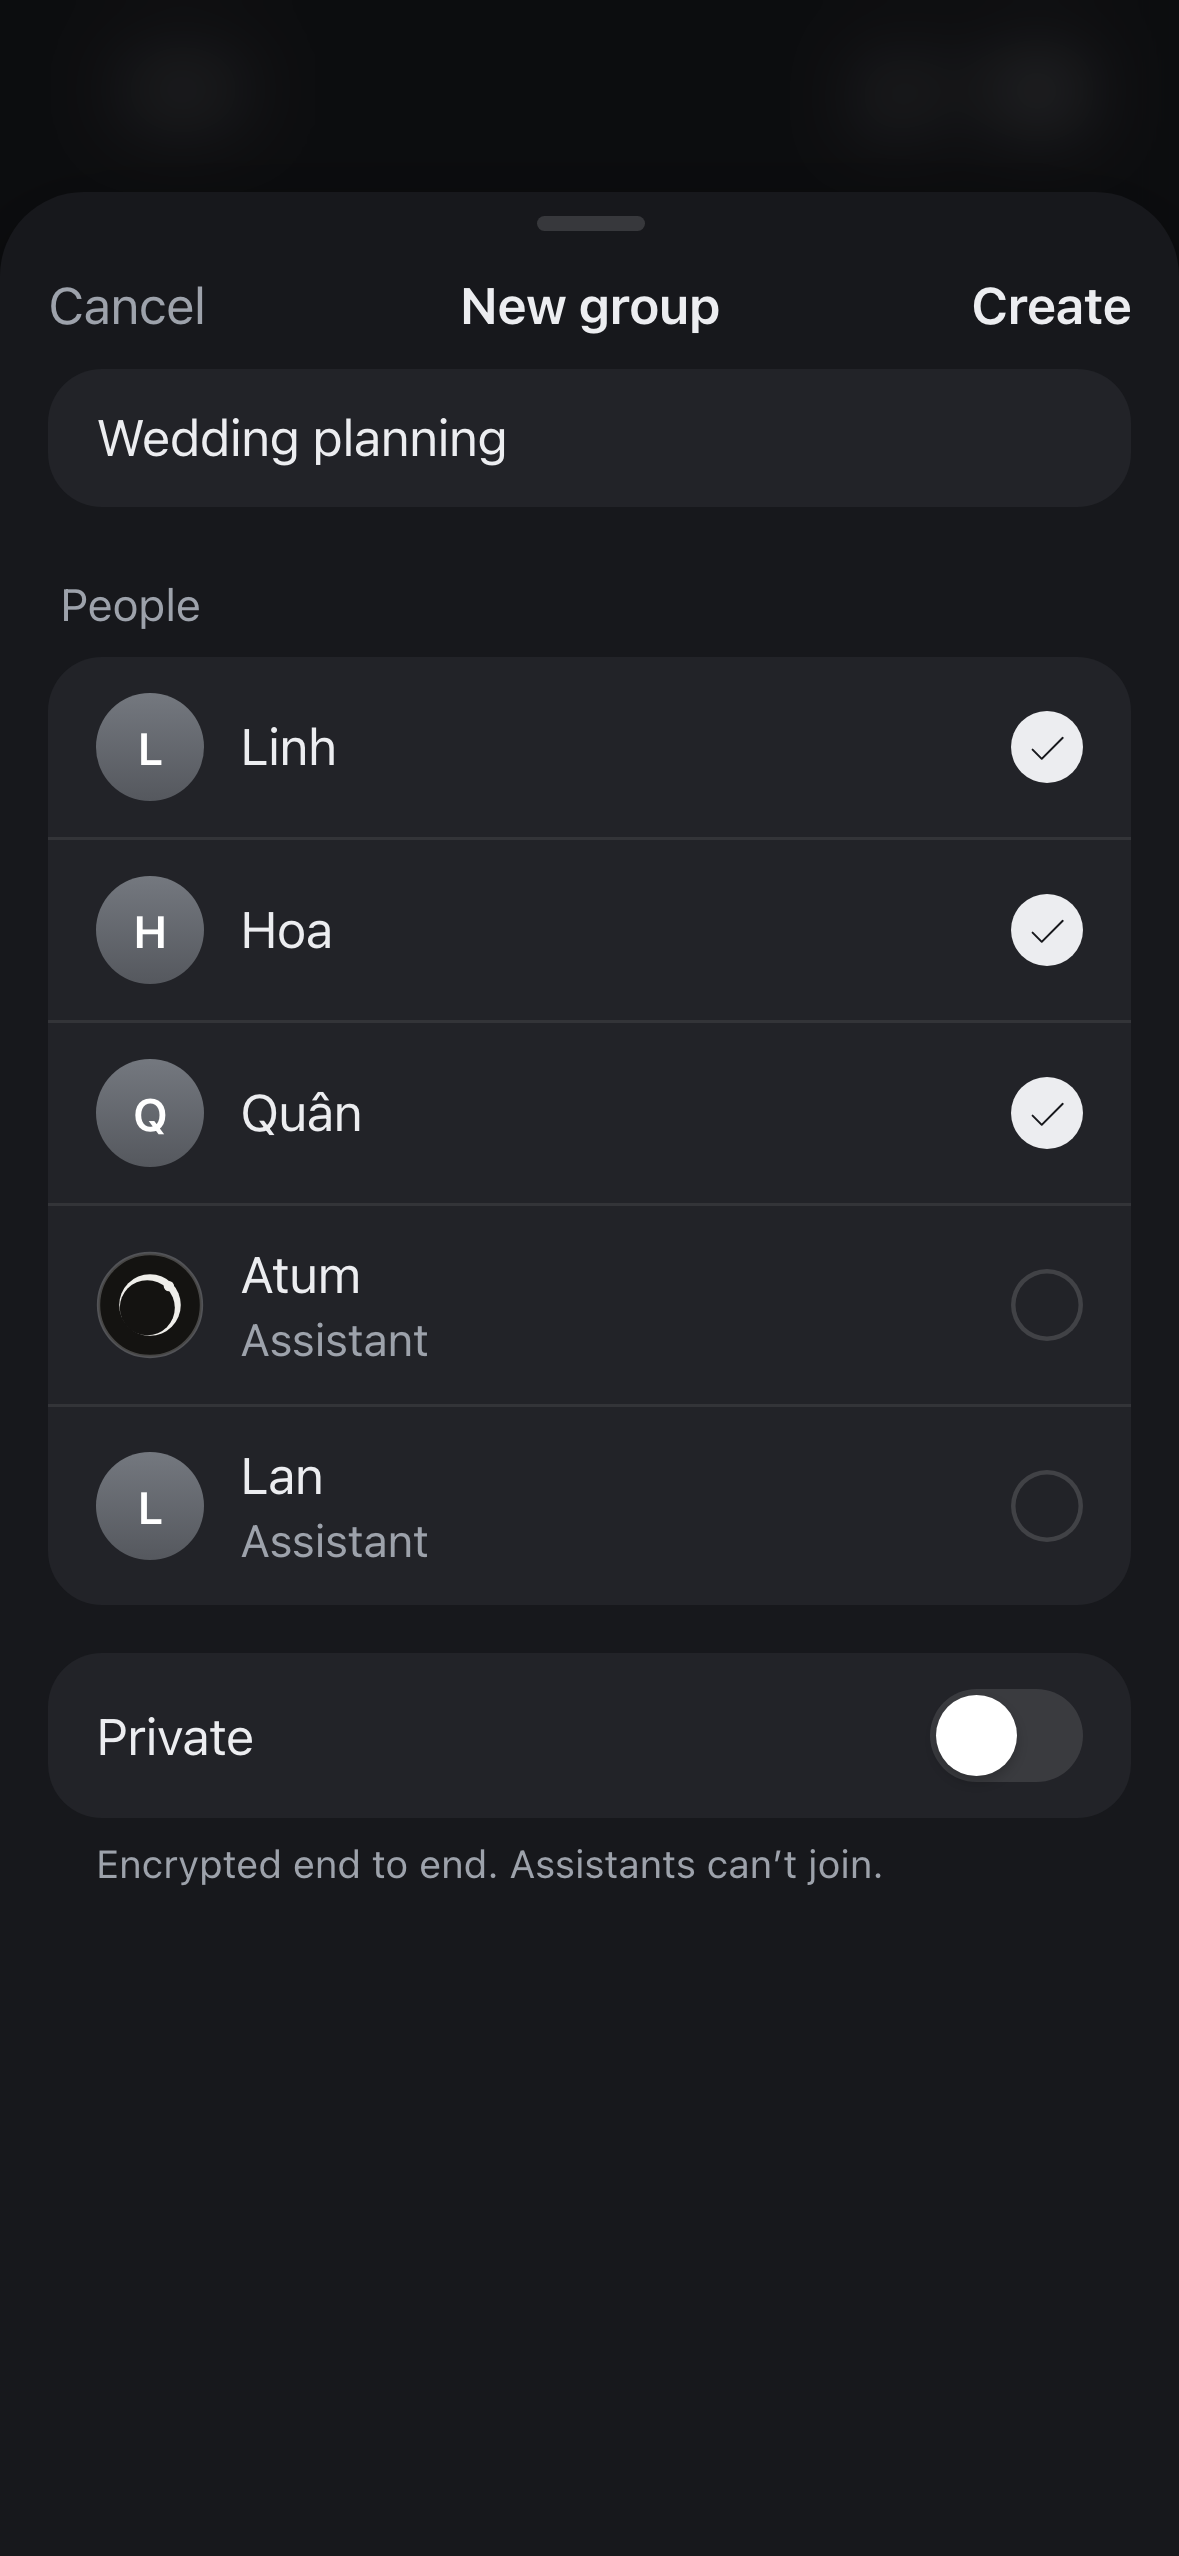 Cancel New group Create
Wedding planning
People
L Linh
H Hoa
Q Quân
Atum
Assistant
L Lan
Assistant
Private
Encrypted end to end. Assistants can’t join.